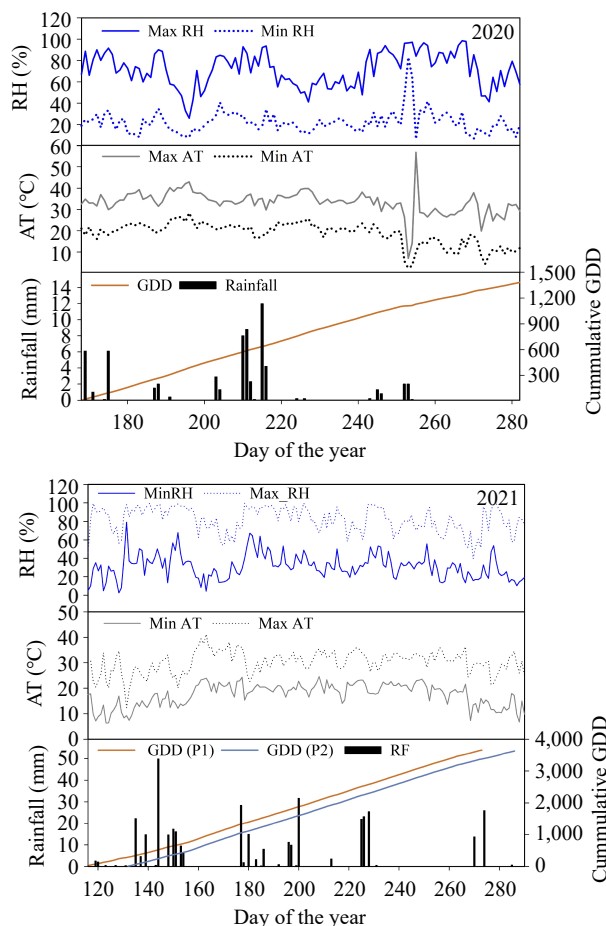 Max RH Min RH 2020
120
100
80
60
40
20
RH (%)
Max AT Min AT
60
50
40
30
20
10
AT (°C)
GDD Rainfall
14
12
10
8
6
4
2
0
Rainfall (mm)
1,500
1,200
900
600
300
Cummulative GDD
180 200 220 240 260 280
Day of the year
MinRH Max_RH 2021
120
100
80
60
40
20
0
RH (%)
Min AT Max AT
50
40
30
20
10
0
AT (°C)
GDD (P1) GDD (P2) RF
50
40
30
20
10
0
Rainfall (mm)
4,000
3,000
2,000
1,000
0
Cummulative GDD
120 140 160 180 200 220 240 260 280
Day of the year